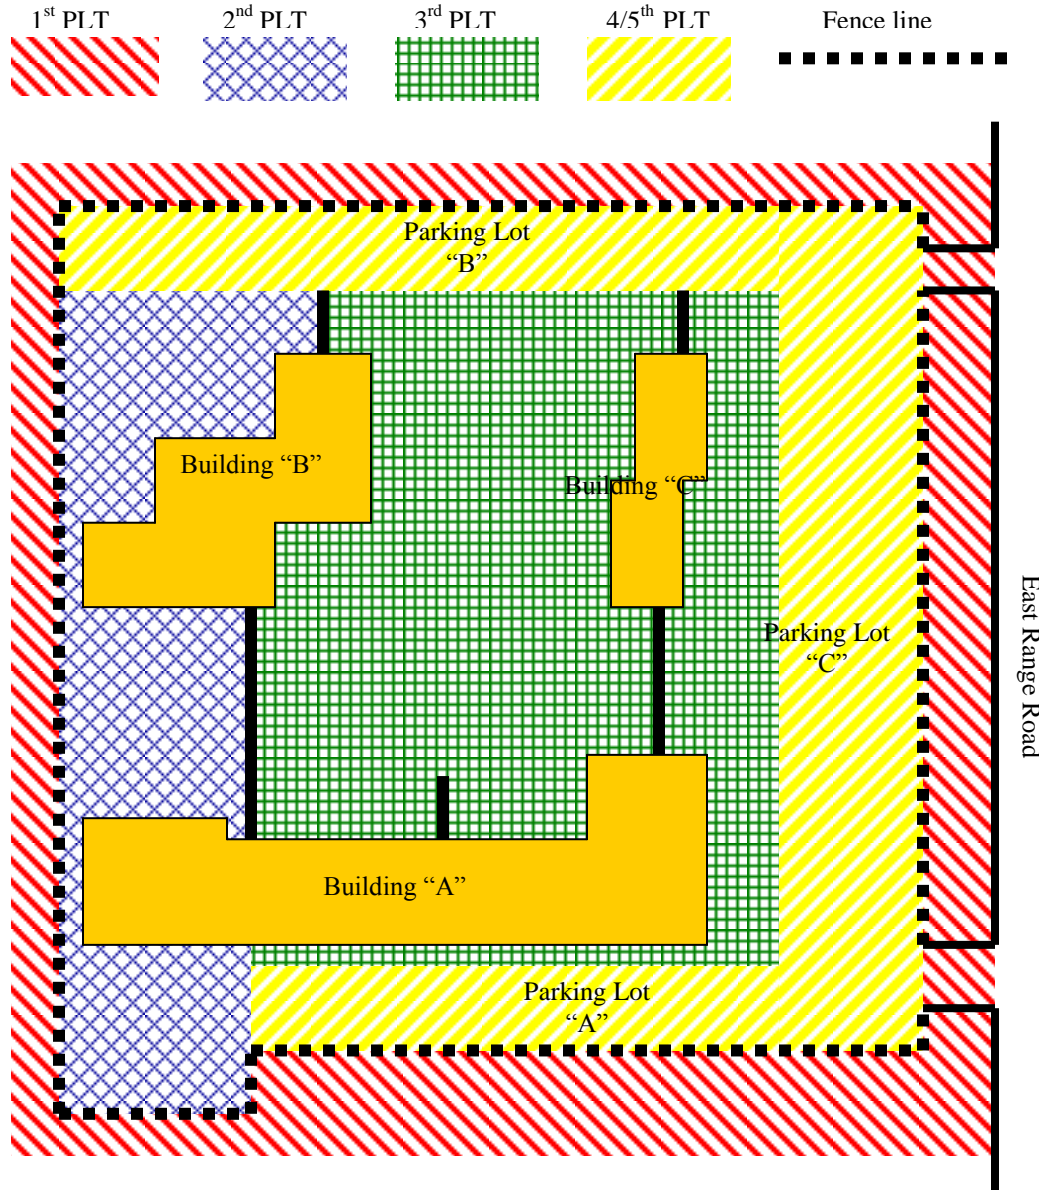 1st PLT 2nd PLT 3rd PLT 4/5th PLT Fence line
Parking Lot
“B”
Building “B”
Building “C”
East Range Road
Parking Lot
“C”
Building “A”
Parking Lot
“A”